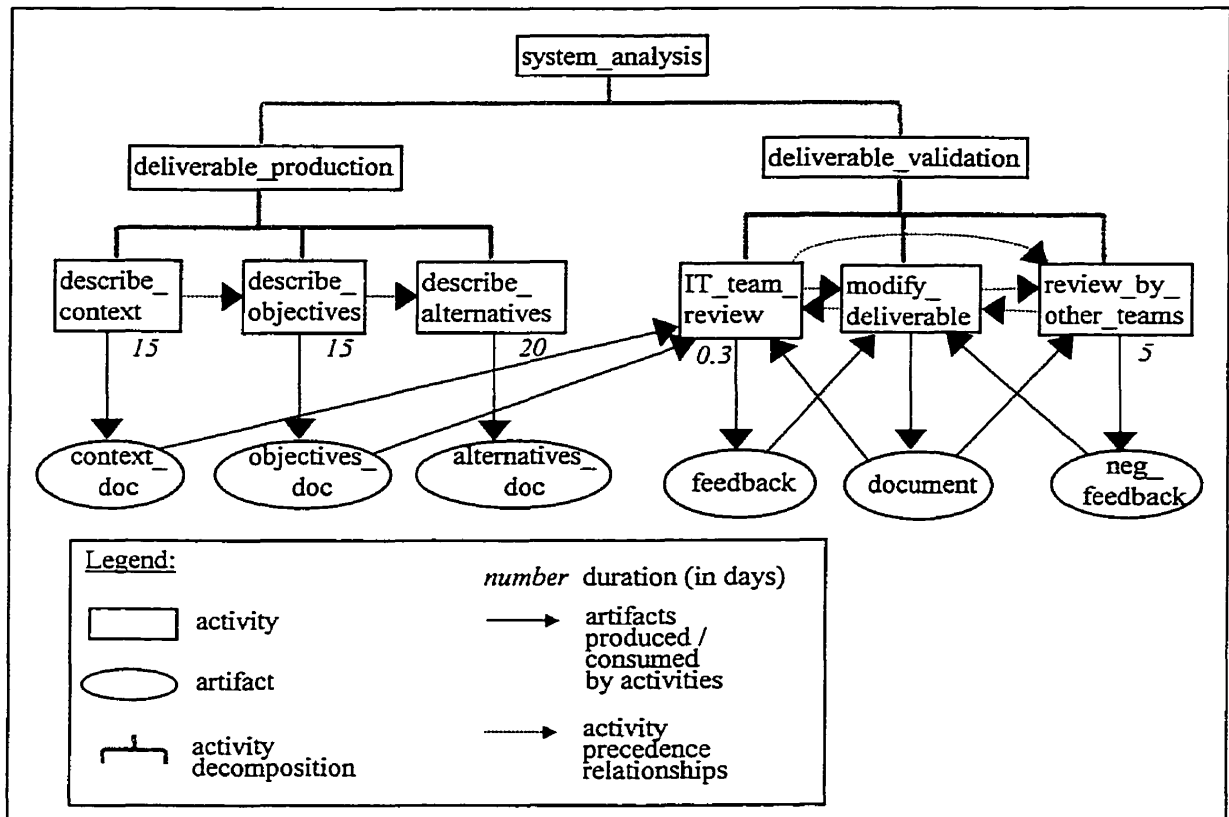 system_analysis
deliverable_production
deliverable_validation
describe_
context
describe_
objectives
describe_
alternatives
IT_team_
review
modify_
deliverable
review_by_
other_teams
15
15
20
0.3
5
context_
doc
objectives_
doc
alternatives_
doc
feedback
document
neg_
feedback
Legend:
activity
artifact
activity
decomposition
number duration (in days)
artifacts
produced /
consumed
by activities
activity
precedence
relationships